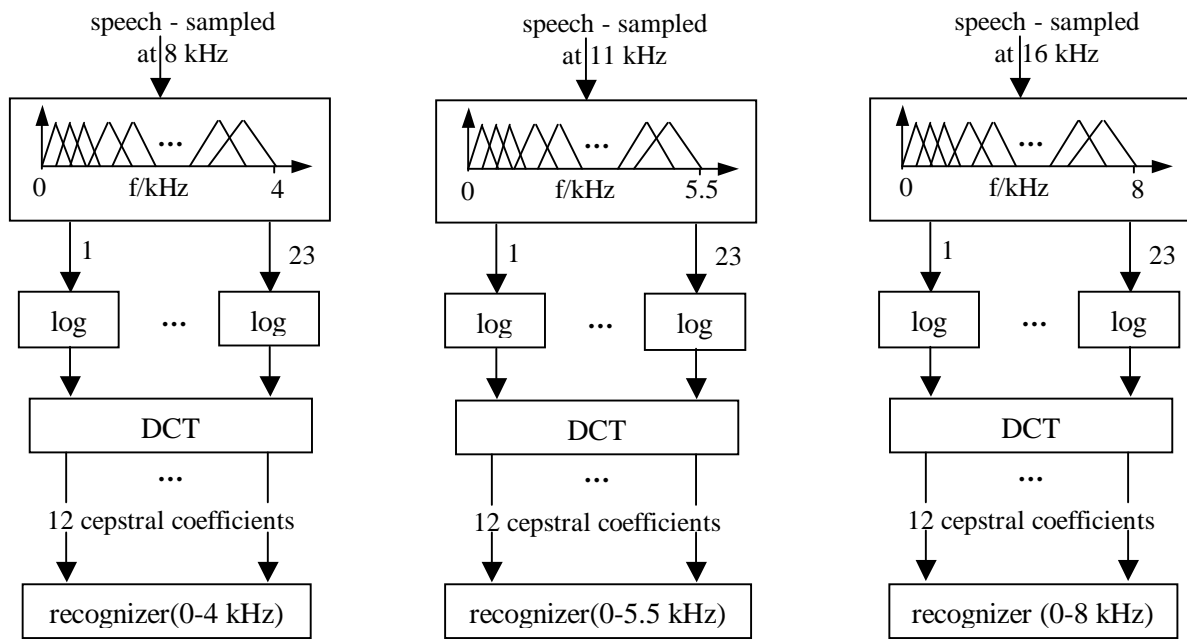 speech - sampled
at 8 kHz
...
0
f/kHz
4
1
23
log
...
log
DCT
...
12 cepstral coefficients
recognizer(0-4 kHz)
speech - sampled
at 11 kHz
...
0
f/kHz
5.5
1
23
log
...
log
DCT
...
12 cepstral coefficients
recognizer(0-5.5 kHz)
speech - sampled
at 16 kHz
...
0
f/kHz
8
1
23
log
...
log
DCT
...
12 cepstral coefficients
recognizer (0-8 kHz)